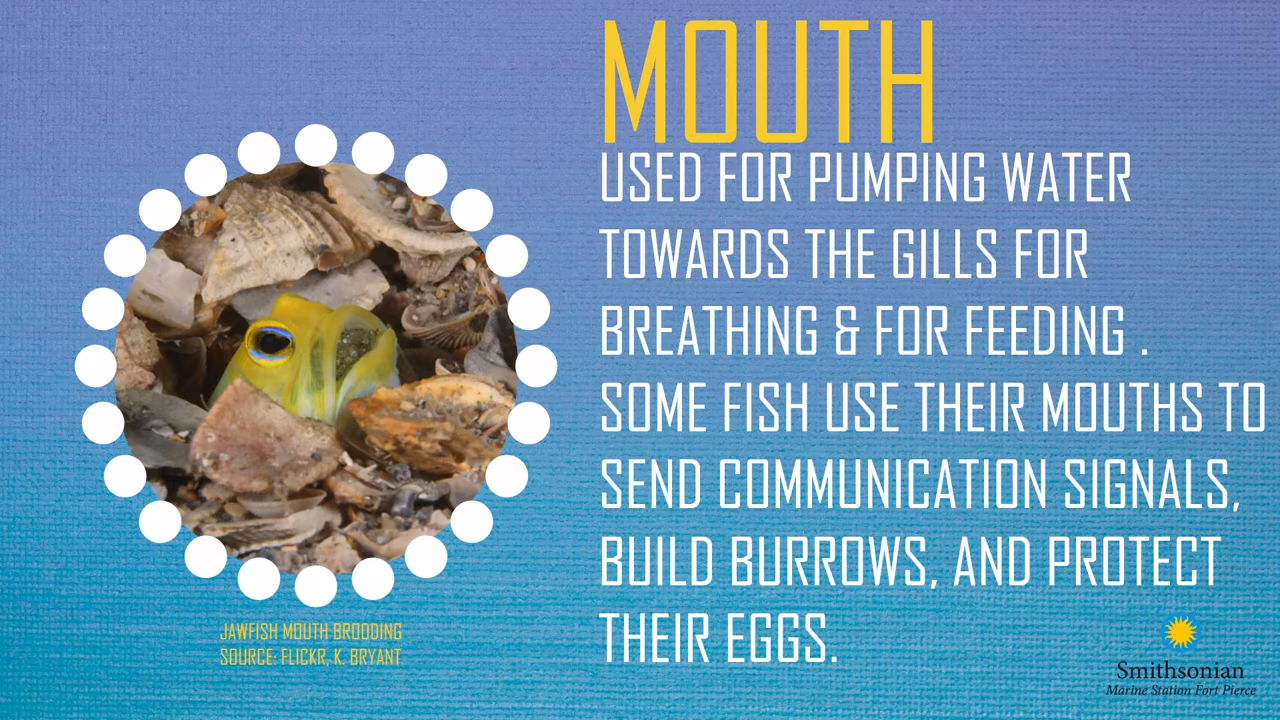 MOUTH
USED FOR PUMPING WATER
TOWARDS THE GILLS FOR
BREATHING & FOR FEEDING .
SOME FISH USE THEIR MOUTHS TO
SEND COMMUNICATION SIGNALS,
BUILD BURROWS, AND PROTECT
THEIR EGGS.
JAWFISH MOUTH BROODING
SOURCE: FLICKR, K. BRYANT
Smithsonian
Marine Station Fort Pierce